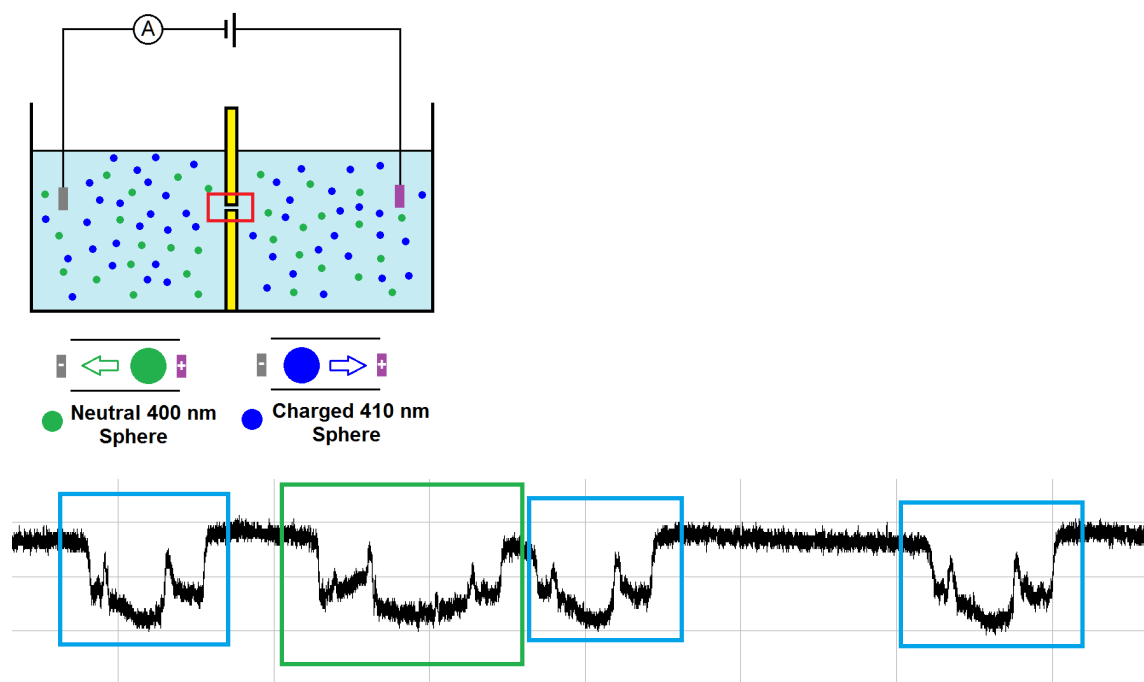 A
- +
- +
Neutral 400 nm
Sphere
Charged 410 nm
Sphere